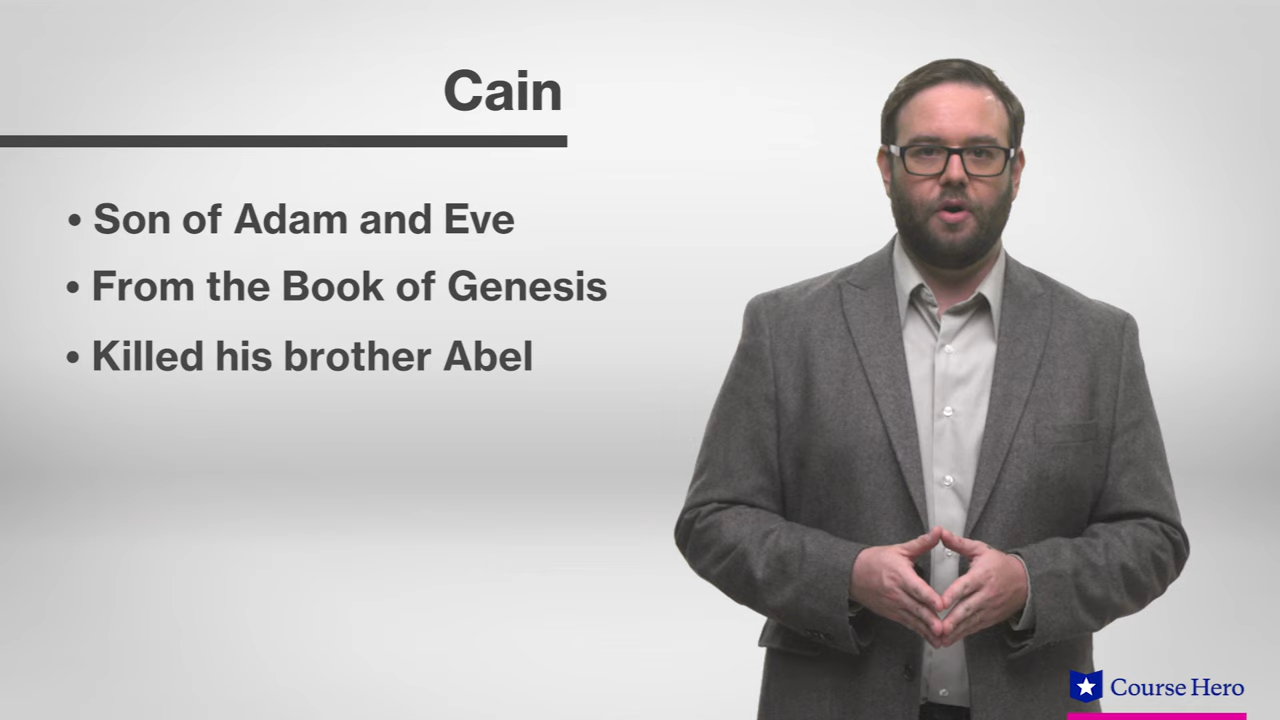 Cain
• Son of Adam and Eve
• From the Book of Genesis
• Killed his brother Abel
Course Hero